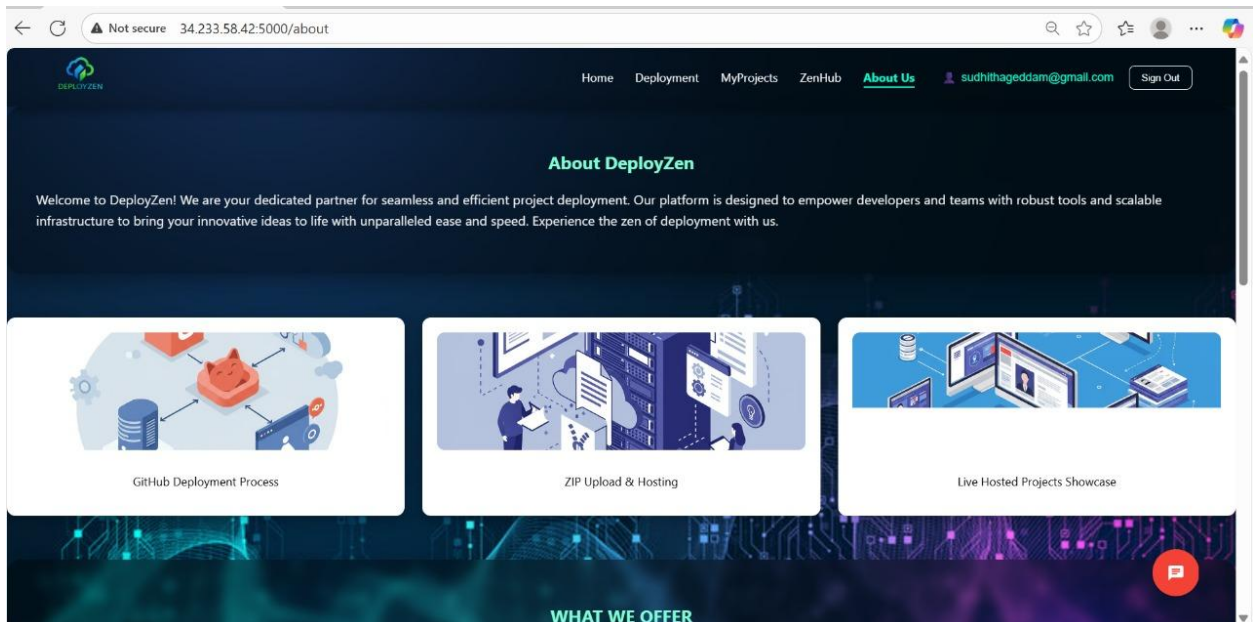 Not secure 34.233.58.42:5000/about
DEPLOYZEN
Home Deployment MyProjects ZenHub About Us sudhithageddam@gmail.com Sign Out
About DeployZen
Welcome to DeployZen! We are your dedicated partner for seamless and efficient project deployment. Our platform is designed to empower developers and teams with robust tools and scalable
infrastructure to bring your innovative ideas to life with unparalleled ease and speed. Experience the zen of deployment with us.
GitHub Deployment Process
ZIP Upload & Hosting
Live Hosted Projects Showcase
WHAT WE OFFER